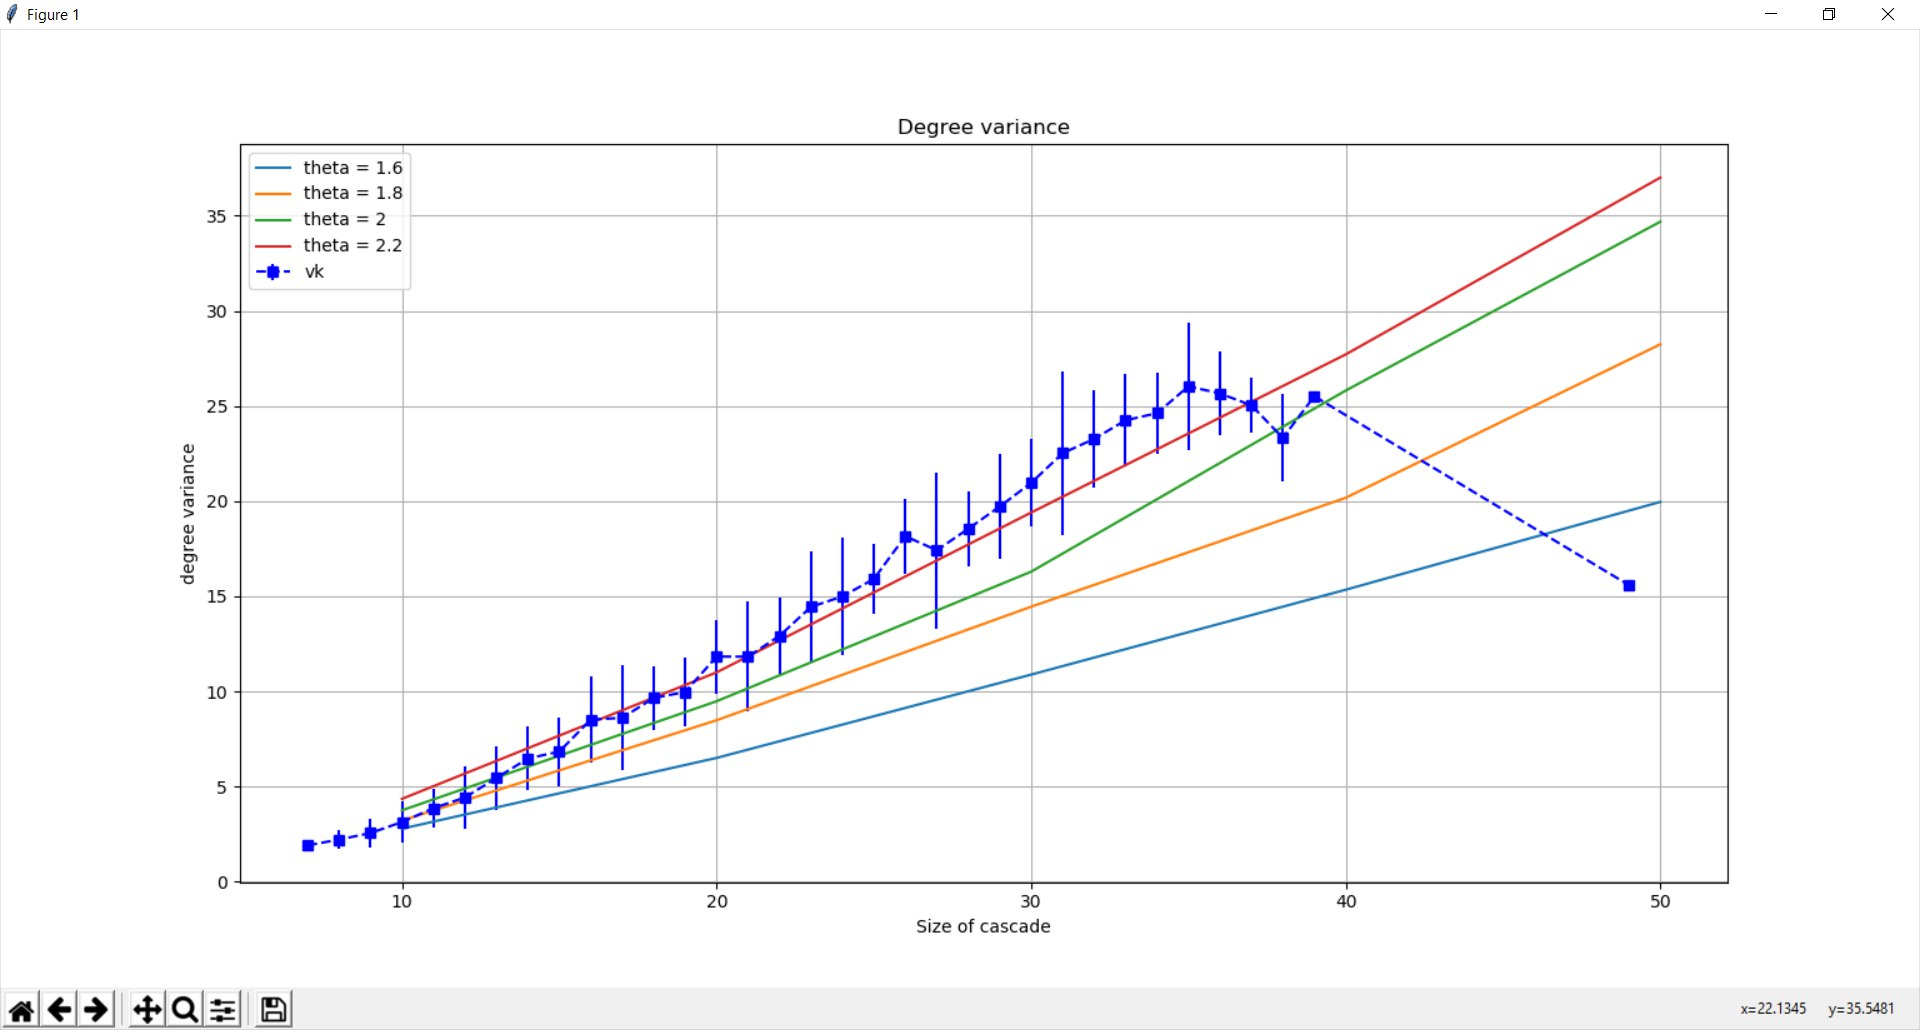 Figure 1
Degree variance
theta = 1.6
theta = 1.8
theta = 2
theta = 2.2
vk
35
30
25
20
15
10
5
0
degree variance
10 20 30 40 50
Size of cascade
x=22.1345 y=35.5481